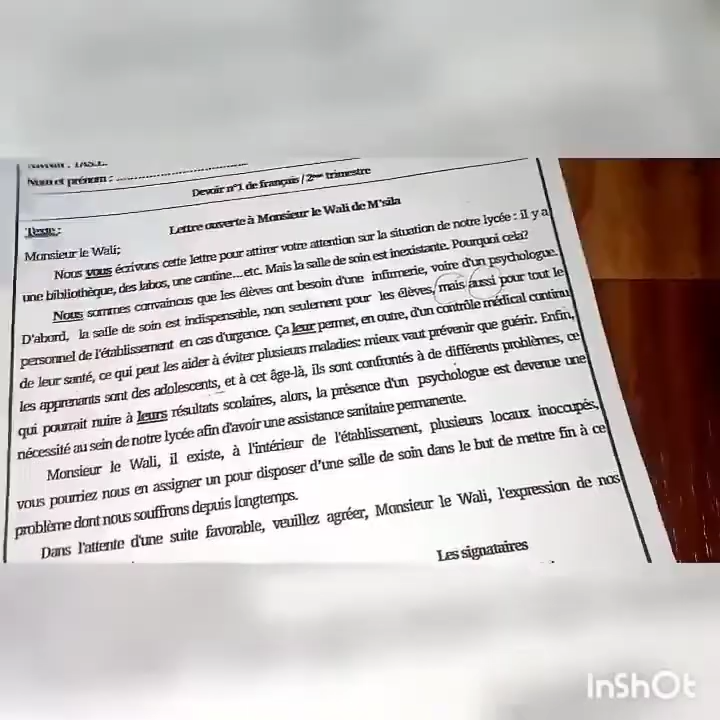 Nom et prénom : ................................
Devoir n°1 de français / 2ème trimestre
Texte :
Lettre ouverte à Monsieur le Wali de M'sila
Monsieur le Wali;
Nous vous écrivons cette lettre pour attirer votre attention sur la situation de notre lycée : il y a
une bibliothèque, des labos, une cantine...etc. Mais la salle de soin est inexistante. Pourquoi cela?
Nous sommes convaincus que les élèves ont besoin d'une infirmerie, voire d'un psychologue.
D'abord, la salle de soin est indispensable, non seulement pour les élèves, mais aussi pour tout le
personnel de l'établissement en cas d'urgence. Ça leur permet, en outre, d'un contrôle médical continu
de leur santé, ce qui peut les aider à éviter plusieurs maladies: mieux vaut prévenir que guérir. Enfin,
les apprenants sont des adolescents, et à cet âge-là, ils sont confrontés à de différents problèmes, ce
qui pourrait nuire à leurs résultats scolaires, alors, la présence d'un psychologue est devenue une
nécessité au sein de notre lycée afin d'avoir une assistance sanitaire permanente.
Monsieur le Wali, il existe, à l'intérieur de l'établissement, plusieurs locaux inoccupés,
vous pourriez nous en assigner un pour disposer d'une salle de soin dans le but de mettre fin à ce
problème dont nous souffrons depuis longtemps.
Dans l'attente d'une suite favorable, veuillez agréer, Monsieur le Wali, l'expression de nos
Les signataires
InShOt